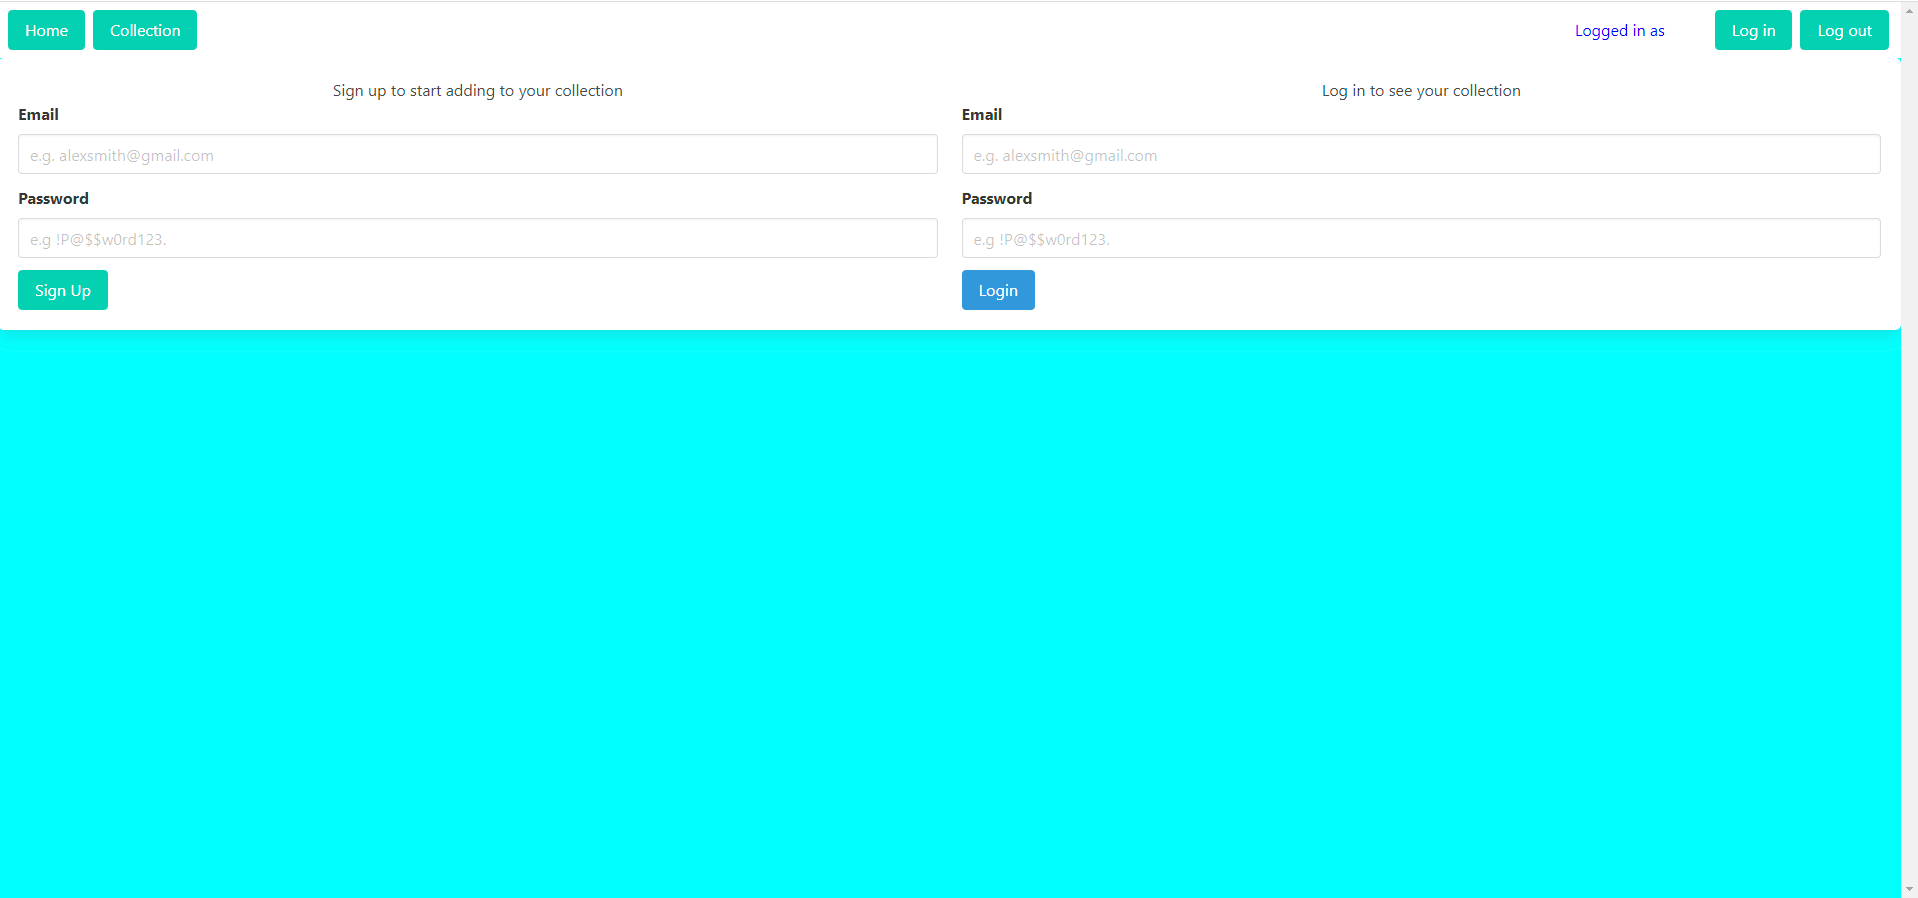 Home Collection Logged in as Log in Log out
Sign up to start adding to your collection
Email
e.g. alexsmith@gmail.com
Password
e.g !P@$$w0rd123.
Sign Up
Log in to see your collection
Email
e.g. alexsmith@gmail.com
Password
e.g !P@$$w0rd123.
Login